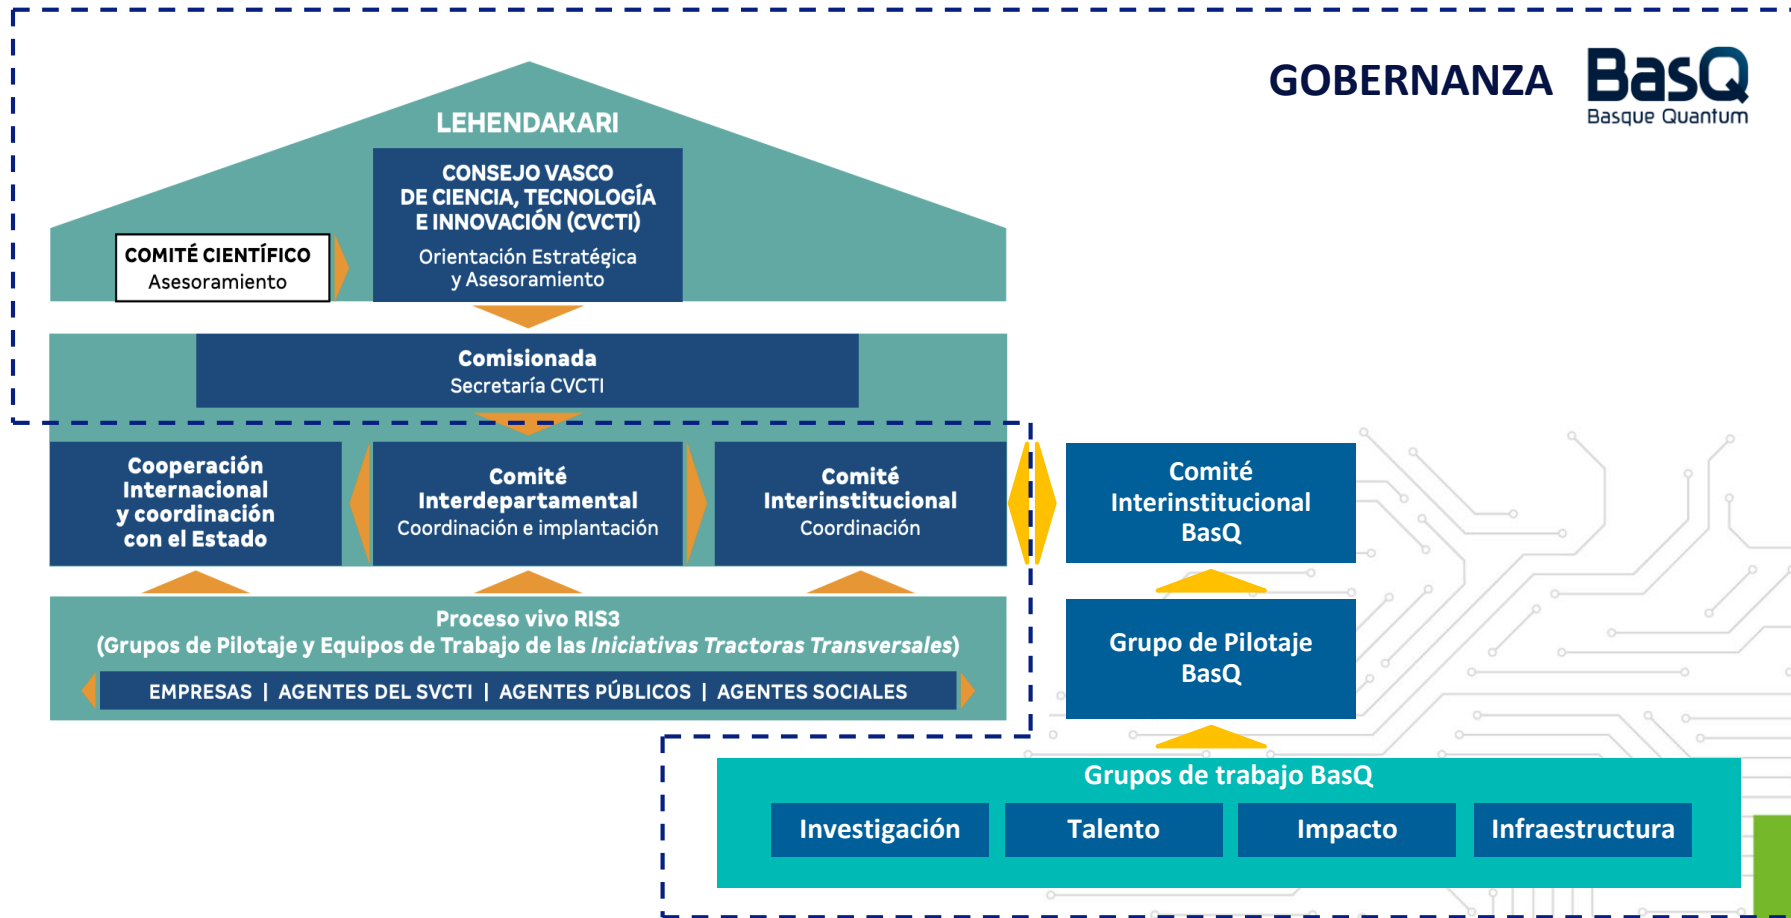 GOBERNANZA
BasQ
Basque Quantum
LEHENDAKARI
CONSEJO VASCO
DE CIENCIA, TECNOLOGÍA
E INNOVACIÓN (CVCTI)
Orientación Estratégica
y Asesoramiento
COMITÉ CIENTÍFICO
Asesoramiento
Comisionada
Secretaría CVCTI
Cooperación
Internacional
y coordinación
con el Estado
Comité
Interdepartamental
Coordinación e implantación
Comité
Interinstitucional
Coordinación
Comité
Interinstitucional
BasQ
Proceso vivo RIS3
(Grupos de Pilotaje y Equipos de Trabajo de las Iniciativas Tractoras Transversales)
EMPRESAS | AGENTES DEL SVCTI | AGENTES PÚBLICOS | AGENTES SOCIALES
Grupo de Pilotaje
BasQ
Grupos de trabajo BasQ
Investigación
Talento
Impacto
Infraestructura